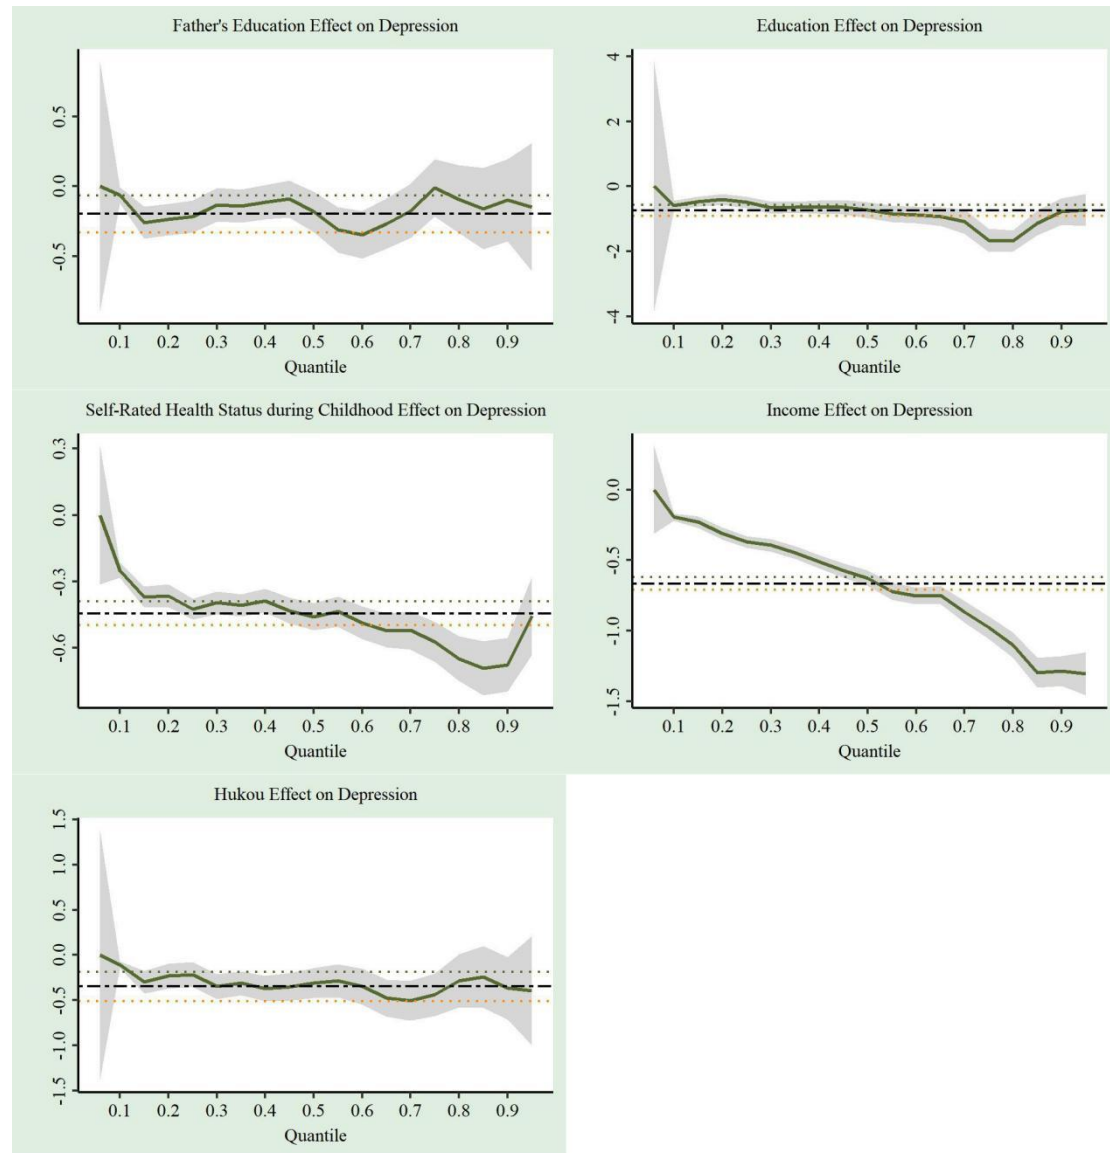 Father's Education Effect on Depression
0.5
0.0
-0.5
0.1 0.2 0.3 0.4 0.5 0.6 0.7 0.8 0.9
Quantile
Education Effect on Depression
4
2
0
-2
-4
0.1 0.2 0.3 0.4 0.5 0.6 0.7 0.8 0.9
Quantile
Self-Rated Health Status during Childhood Effect on Depression
0.3
0.0
-0.3
-0.6
0.1 0.2 0.3 0.4 0.5 0.6 0.7 0.8 0.9
Quantile
Income Effect on Depression
0.0
-0.5
-1.0
-1.5
0.1 0.2 0.3 0.4 0.5 0.6 0.7 0.8 0.9
Quantile
Hukou Effect on Depression
1.5
1.0
0.5
0.0
-0.5
-1.0
-1.5
0.1 0.2 0.3 0.4 0.5 0.6 0.7 0.8 0.9
Quantile